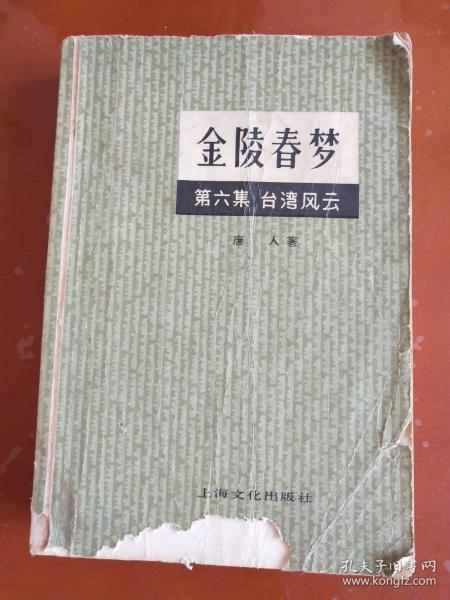 金陵春梦
第六集 台湾风云
唐 人 著
上海文化出版社
孔夫子旧书网
www.kongfz.com